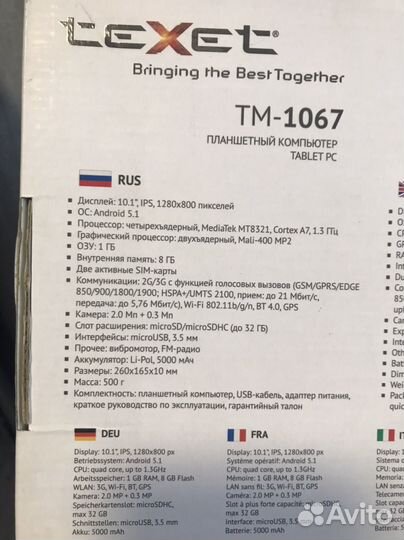 teXet®
Bringing the Best Together
TM-1067
ПЛАНШЕТНЫЙ КОМПЬЮТЕР
TABLET PC
RUS
Дисплей: 10.1", IPS, 1280x800 пикселей
ОС: Android 5.1
Процессор: четырехъядерный, MediaTek MT8321, Cortex A7, 1.3 ГГц
Графический процессор: двухъядерный, Mali-400 MP2
ОЗУ: 1 ГБ
Внутренняя память: 8 ГБ
Две активные SIM-карты
Коммуникации: 2G/3G с функцией голосовых вызовов (GSM/GPRS/EDGE
850/900/1800/1900; HSPA+/UMTS 2100, прием: до 21 Мбит/с,
передача: до 5,76 Мбит/с), Wi-Fi 802.11b/g/n, BT 4.0, GPS
Камера: 2.0 Мп + 0.3 Мп
Слот расширения: microSD/microSDHC (до 32 ГБ)
Интерфейсы: microUSB, 3.5 мм
Прочее: вибромотор, FM-радио
Аккумулятор: Li-Pol, 5000 мАч
Размеры: 260x165x10 мм
Масса: 500 г
Комплектность: планшетный компьютер, USB-кабель, адаптер питания,
краткое руководство по эксплуатации, гарантийный талон
DEU
Display: 10.1", IPS, 1280x800 px
Betriebssystem: Android 5.1
CPU: quad core, up to 1.3GHz
Arbeitsspeicher: 1 GB RAM, 8 GB Flash
WLAN: 3G, Wi-Fi, BT, GPS
Kamera: 2.0 MP + 0.3 MP
Speicherkartenslot: microSDHC,
max 32 GB
Schnittstellen: microUSB, 3.5 mm
Akku: 5000 mAh
FRA
Display: 10.1", IPS, 1280x800 px
Système opératif: Android 5.1
CPU: quad core, up to 1.3GHz
Mémoire: 1 GB RAM, 8 GB Flash
LAN sans fil: 3G, Wi-Fi, BT, GPS
Caméra: 2.0 MP + 0.3 MP
Slot à plus forte capacité: microSDHC,
max 32 GB
Interface: microUSB, 3.5 mm
Batterie: 5000 mAh
Avito